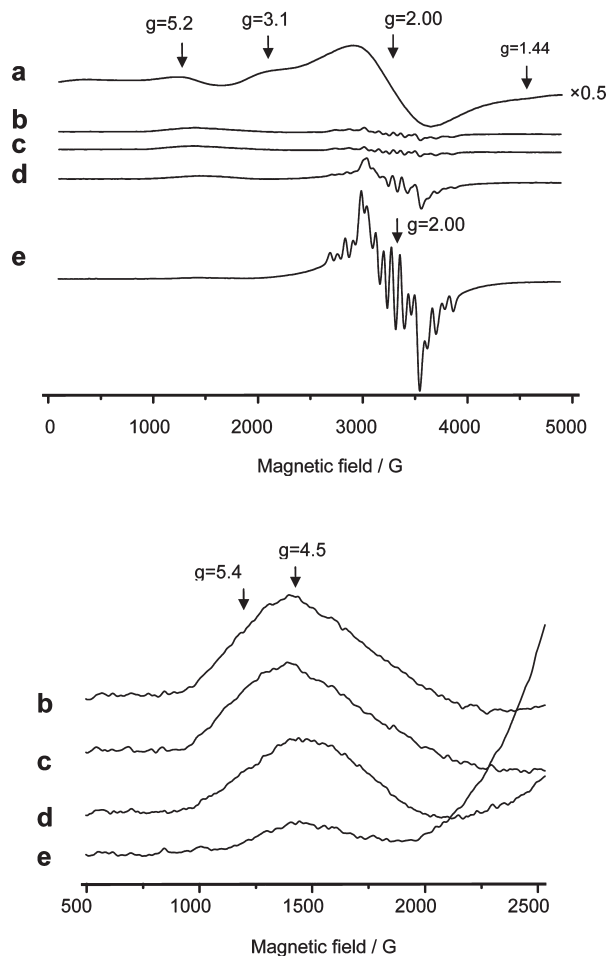 g=5.2 g=3.1 g=2.00 g=1.44
a ×0.5
b
c
d
g=2.00
e
0 1000 2000 3000 4000 5000
Magnetic field / G
g=5.4 g=4.5
b
c
d
e
500 1000 1500 2000 2500
Magnetic field / G